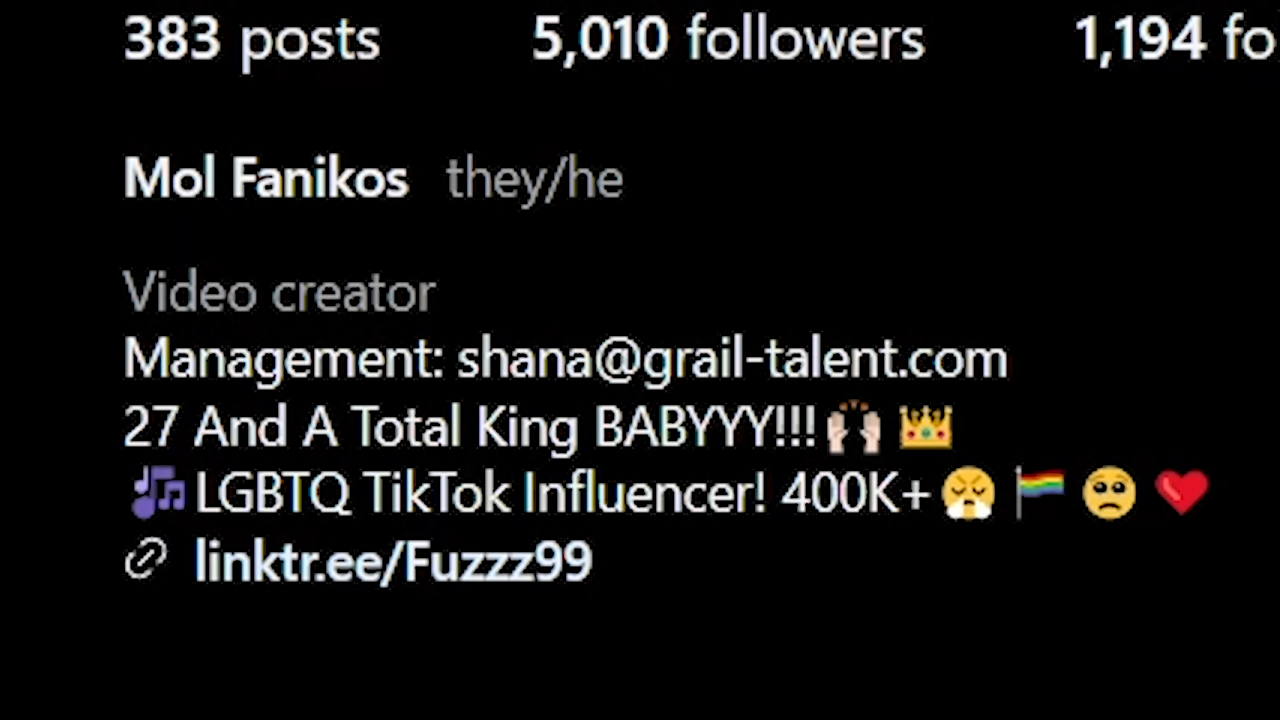 383 posts 5,010 followers 1,194 fo
Mol Fanikos they/he
Video creator
Management: shana@grail-talent.com
27 And A Total King BABYYY!!!🙌🏻 👑
🎶LGBTQ TikTok Influencer! 400K+😤 🏳️‍🌈 🥺 ❤️
linktr.ee/Fuzzz99